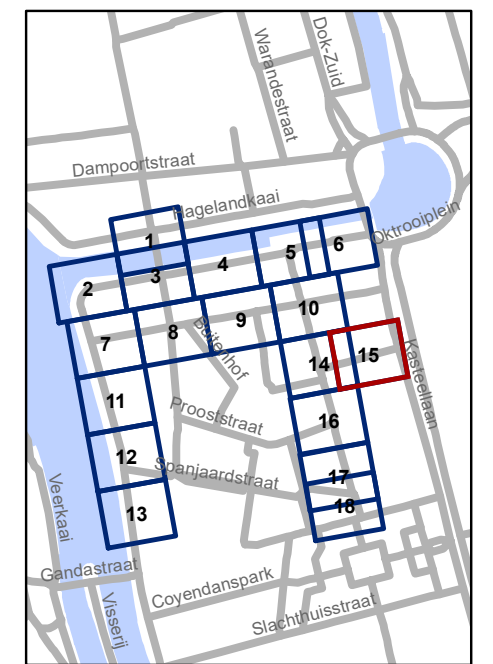 Warandestraat
Dok-Zuid
Dampoortstraat
Hagelandkaai
Oktrooiplein
1
2
3
4
5
6
7
8
9
10
Buitenhof
Kasteellaan
11
14
15
Prooststraat
16
12
Spanjaardstraat
17
13
18
Veerkaai
Gandastraat
Visserij
Coyendanspark
Slachthuisstraat